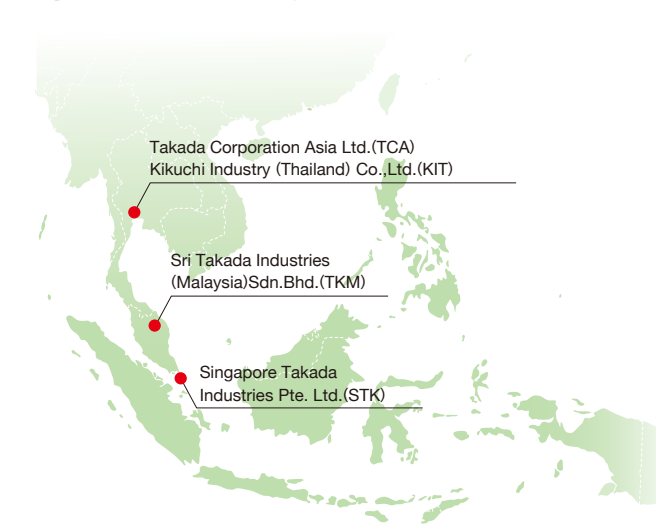 Takada Corporation Asia Ltd.(TCA)
Kikuchi Industry (Thailand) Co.,Ltd.(KIT)
Sri Takada Industries
(Malaysia)Sdn.Bhd.(TKM)
Singapore Takada
Industries Pte. Ltd.(STK)